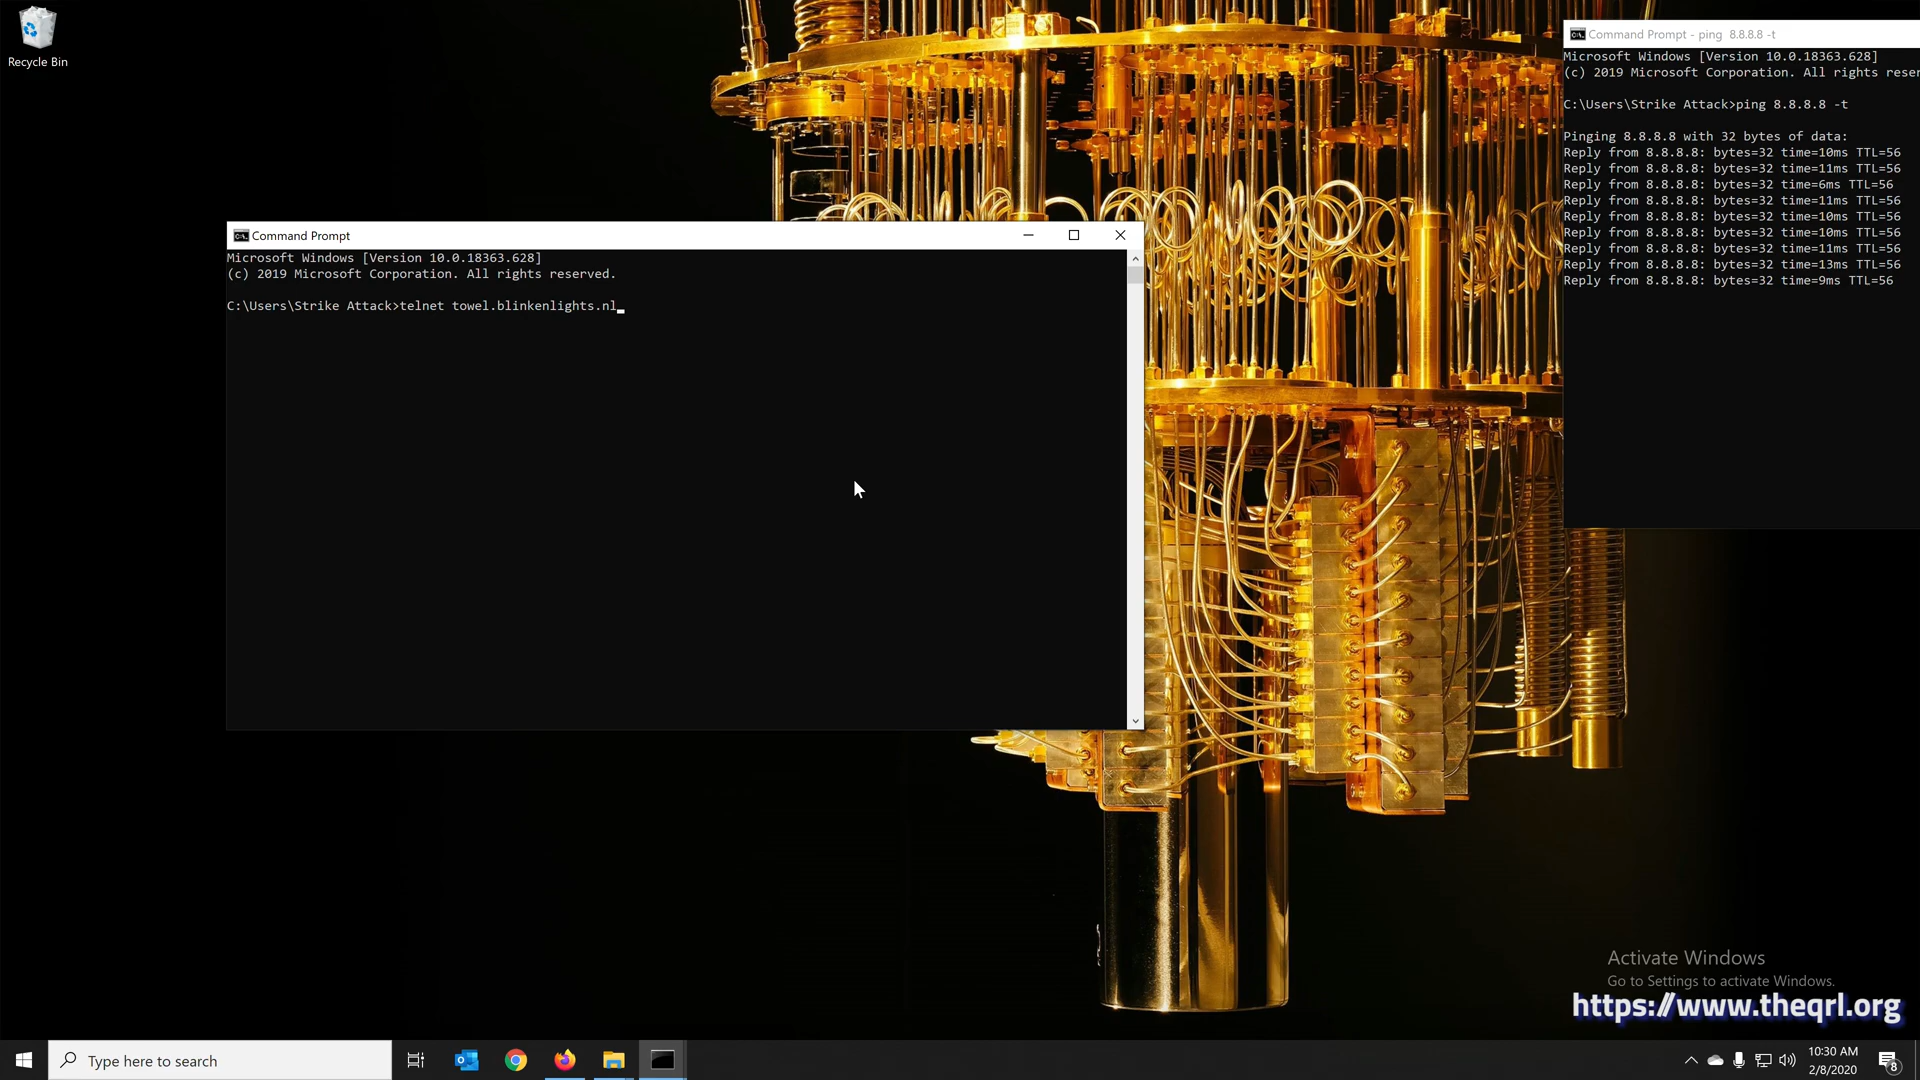 Recycle Bin
Command Prompt - ping  8.8.8.8 -t
Microsoft Windows [Version 10.0.18363.628]
(c) 2019 Microsoft Corporation. All rights reser
C:\Users\Strike Attack>ping 8.8.8.8 -t
Pinging 8.8.8.8 with 32 bytes of data:
Reply from 8.8.8.8: bytes=32 time=10ms TTL=56
Reply from 8.8.8.8: bytes=32 time=11ms TTL=56
Reply from 8.8.8.8: bytes=32 time=6ms TTL=56
Reply from 8.8.8.8: bytes=32 time=11ms TTL=56
Reply from 8.8.8.8: bytes=32 time=10ms TTL=56
Reply from 8.8.8.8: bytes=32 time=10ms TTL=56
Reply from 8.8.8.8: bytes=32 time=11ms TTL=56
Reply from 8.8.8.8: bytes=32 time=13ms TTL=56
Reply from 8.8.8.8: bytes=32 time=9ms TTL=56
Command Prompt
Microsoft Windows [Version 10.0.18363.628]
(c) 2019 Microsoft Corporation. All rights reserved.
C:\Users\Strike Attack>telnet towel.blinkenlights.nl
Activate Windows
Go to Settings to activate Windows.
https://www.theqrl.org
Type here to search
10:30 AM
2/8/2020
8